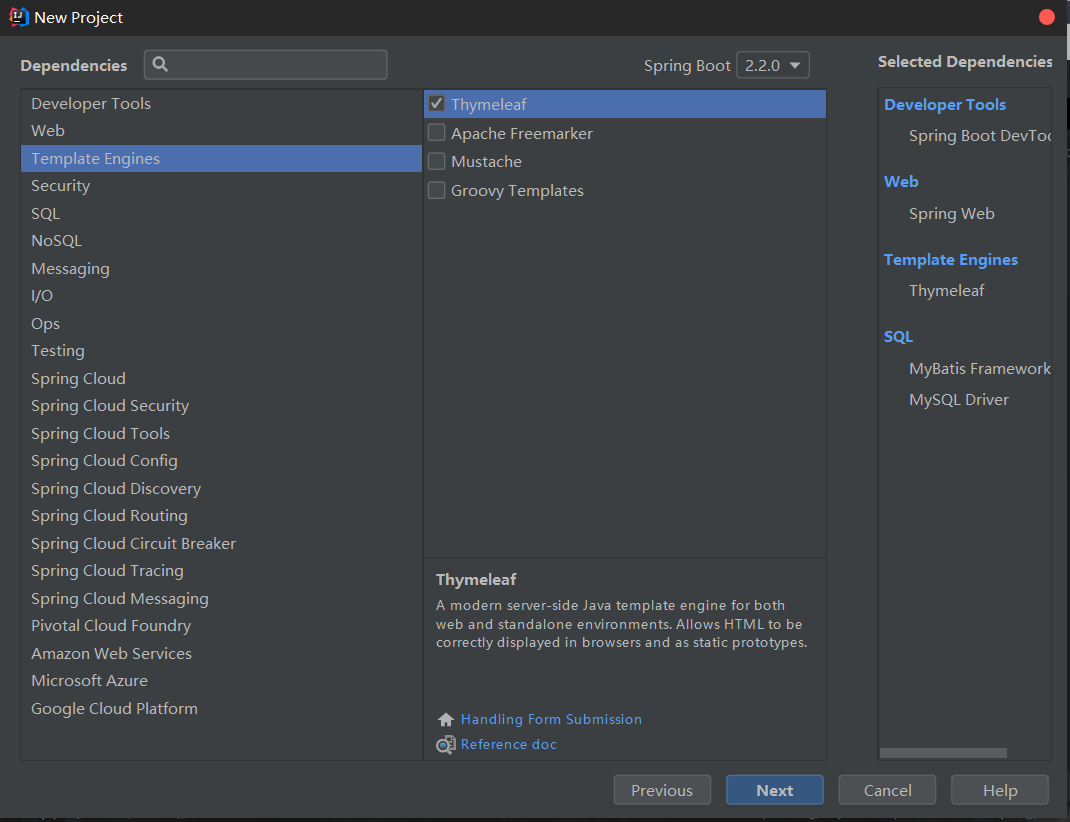 New Project
Dependencies
Spring Boot 2.2.0
Selected Dependencies
Developer Tools
Web
Template Engines
Security
SQL
NoSQL
Messaging
I/O
Ops
Testing
Spring Cloud
Spring Cloud Security
Spring Cloud Tools
Spring Cloud Config
Spring Cloud Discovery
Spring Cloud Routing
Spring Cloud Circuit Breaker
Spring Cloud Tracing
Spring Cloud Messaging
Pivotal Cloud Foundry
Amazon Web Services
Microsoft Azure
Google Cloud Platform
Thymeleaf
Apache Freemarker
Mustache
Groovy Templates
Thymeleaf
A modern server-side Java template engine for both
web and standalone environments. Allows HTML to be
correctly displayed in browsers and as static prototypes.
Handling Form Submission
Reference doc
Developer Tools
Spring Boot DevToo
Web
Spring Web
Template Engines
Thymeleaf
SQL
MyBatis Framework
MySQL Driver
Previous
Next
Cancel
Help